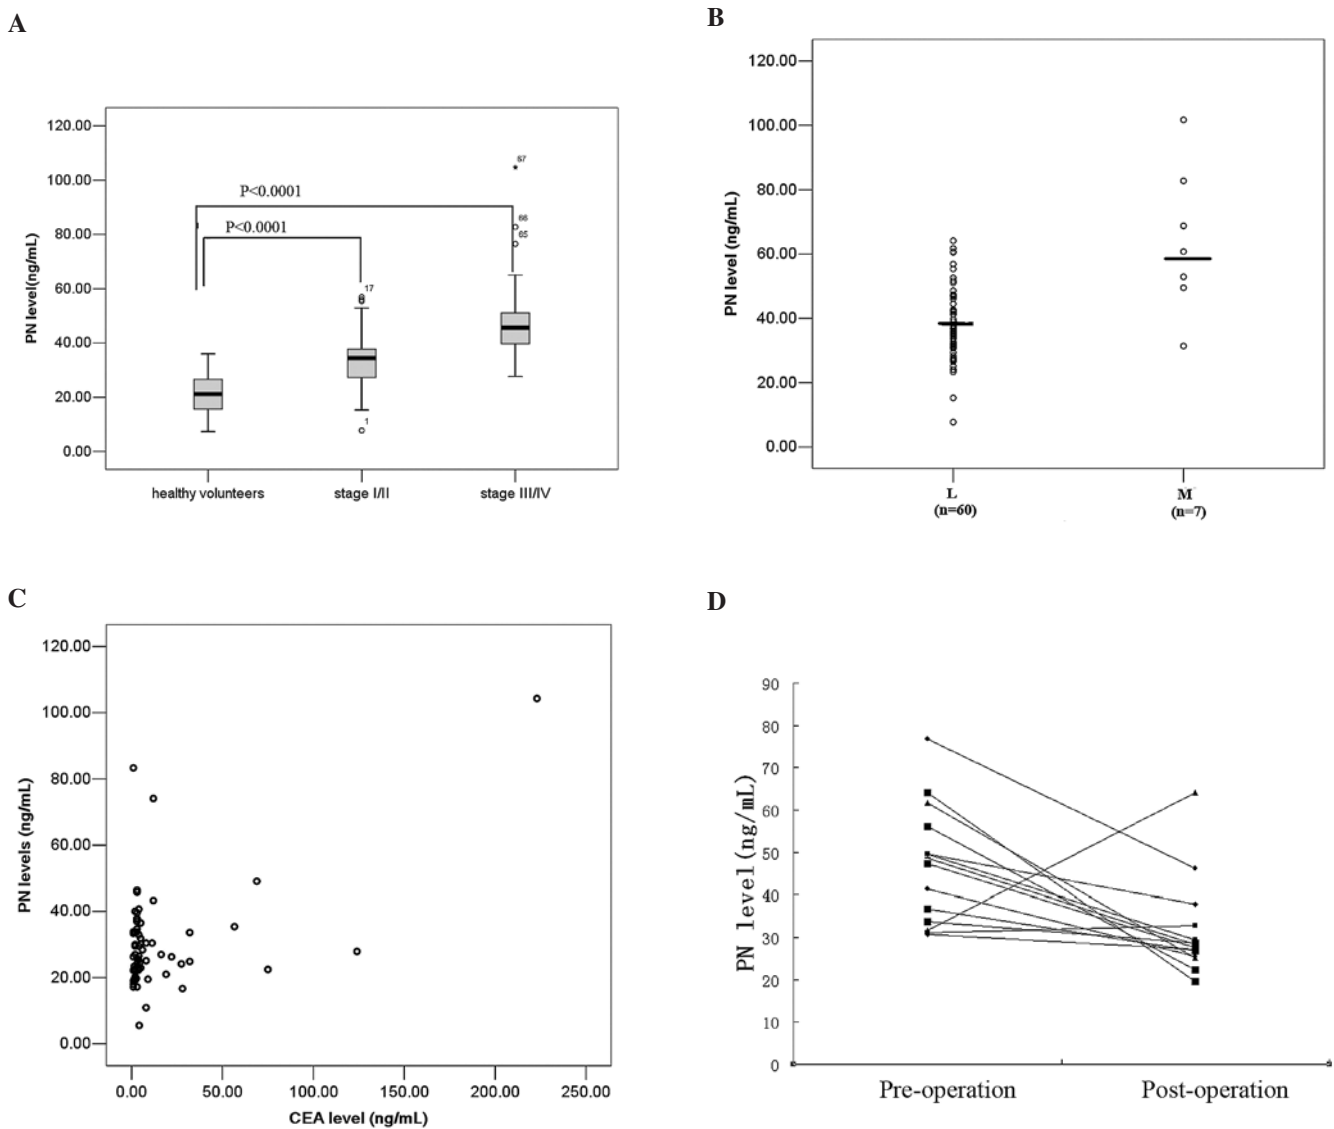 A
120.00
100.00
80.00
60.00
40.00
20.00
0.00
PN level(ng/mL)
P<0.0001
P<0.0001
17
1
67
66
65
healthy volunteers
stage I/II
stage III/IV
B
120.00
100.00
80.00
60.00
40.00
20.00
0.00
PN level (ng/mL)
L
(n=60)
M
(n=7)
C
120.00
100.00
80.00
60.00
40.00
20.00
0.00
PN levels (ng/mL)
0.00
50.00
100.00
150.00
200.00
250.00
CEA level (ng/mL)
D
90
80
70
60
50
40
30
20
10
0
PN level(ng/mL)
Pre-operation
Post-operation